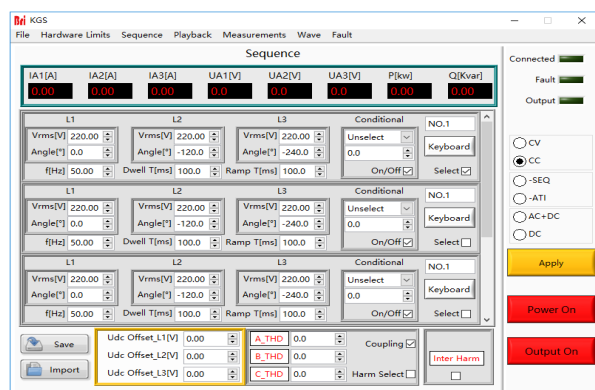 Bri KGS
File Hardware Limits Sequence Playback Measurements Wave Fault
Sequence
IA1[A] IA2[A] IA3[A] UA1[V] UA2[V] UA3[V] P[kw] Q[Kvar]
0.00 0.00 0.00 0.00 0.00 0.00 0.00 0.00
L1 L2 L3 Conditional NO.1
Vrms[V] 220.00 Vrms[V] 220.00 Vrms[V] 220.00 Unselect
Angle[°] 0.0 Angle[°] -120.0 Angle[°] -240.0 0.0 Keyboard
f[Hz] 50.00 Dwell T[ms] 100.0 Ramp T[ms] 100.0 On/Off Select
L1 L2 L3 Conditional NO.1
Vrms[V] 220.00 Vrms[V] 220.00 Vrms[V] 220.00 Unselect
Angle[°] 0.0 Angle[°] -120.0 Angle[°] -240.0 0.0 Keyboard
f[Hz] 50.00 Dwell T[ms] 100.0 Ramp T[ms] 100.0 On/Off Select
L1 L2 L3 Conditional NO.1
Vrms[V] 220.00 Vrms[V] 220.00 Vrms[V] 220.00 Unselect
Angle[°] 0.0 Angle[°] -120.0 Angle[°] -240.0 0.0 Keyboard
f[Hz] 50.00 Dwell T[ms] 100.0 Ramp T[ms] 100.0 On/Off Select
Save
Import
Udc Offset_L1[V] 0.00
Udc Offset_L2[V] 0.00
Udc Offset_L3[V] 0.00
A_THD 0.0
B_THD 0.0
C_THD 0.0
Coupling
Harm Select
Inter Harm
Connected
Fault
Output
CV
CC
-SEQ
-ATI
AC+DC
DC
Apply
Power On
Output On